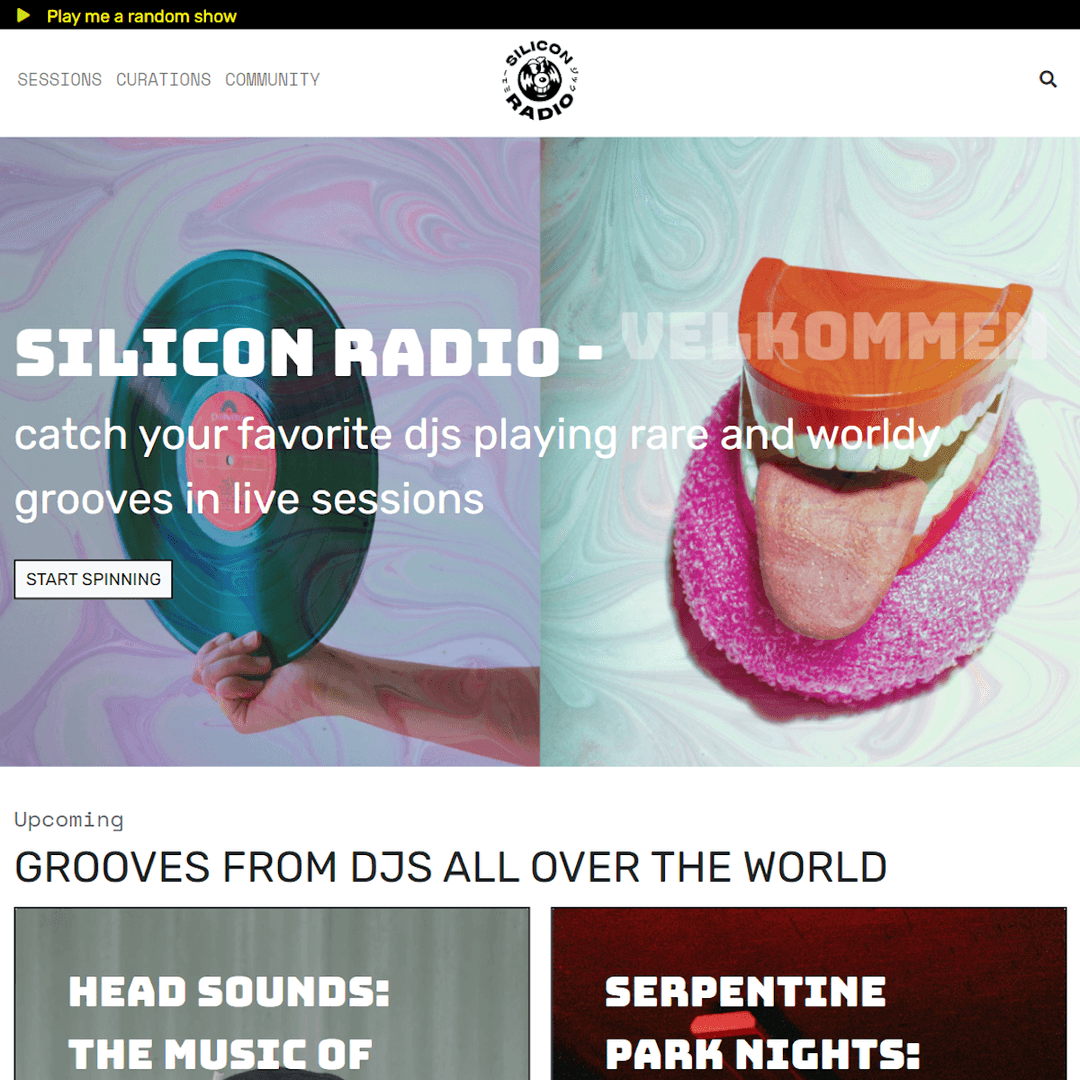 Play me a random show
SESSIONS CURATIONS COMMUNITY
SILICON
RADIO
SILICON RADIO - VELKOMMEN
catch your favorite djs playing rare and worldy
grooves in live sessions
START SPINNING
Upcoming
GROOVES FROM DJS ALL OVER THE WORLD
HEAD SOUNDS:
THE MUSIC OF
SERPENTINE
PARK NIGHTS: